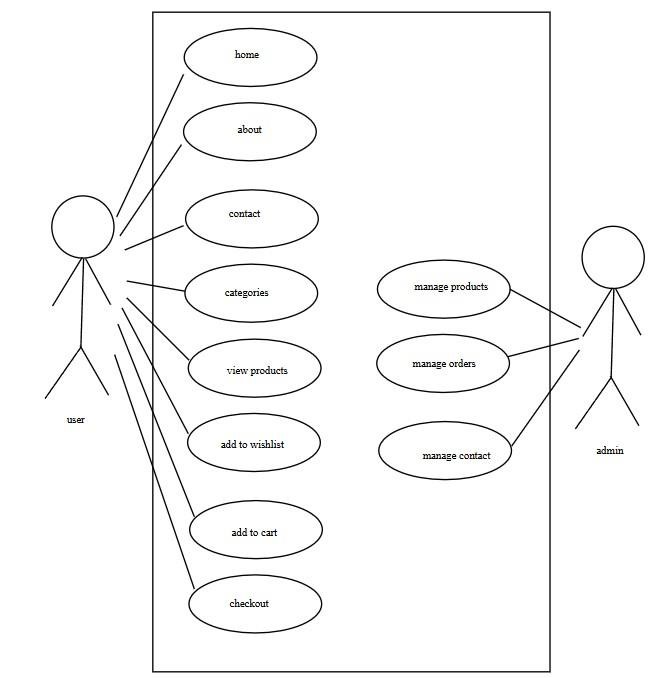 home
about
contact
categories
view products
add to wishlist
add to cart
checkout
user
manage products
manage orders
manage contact
admin